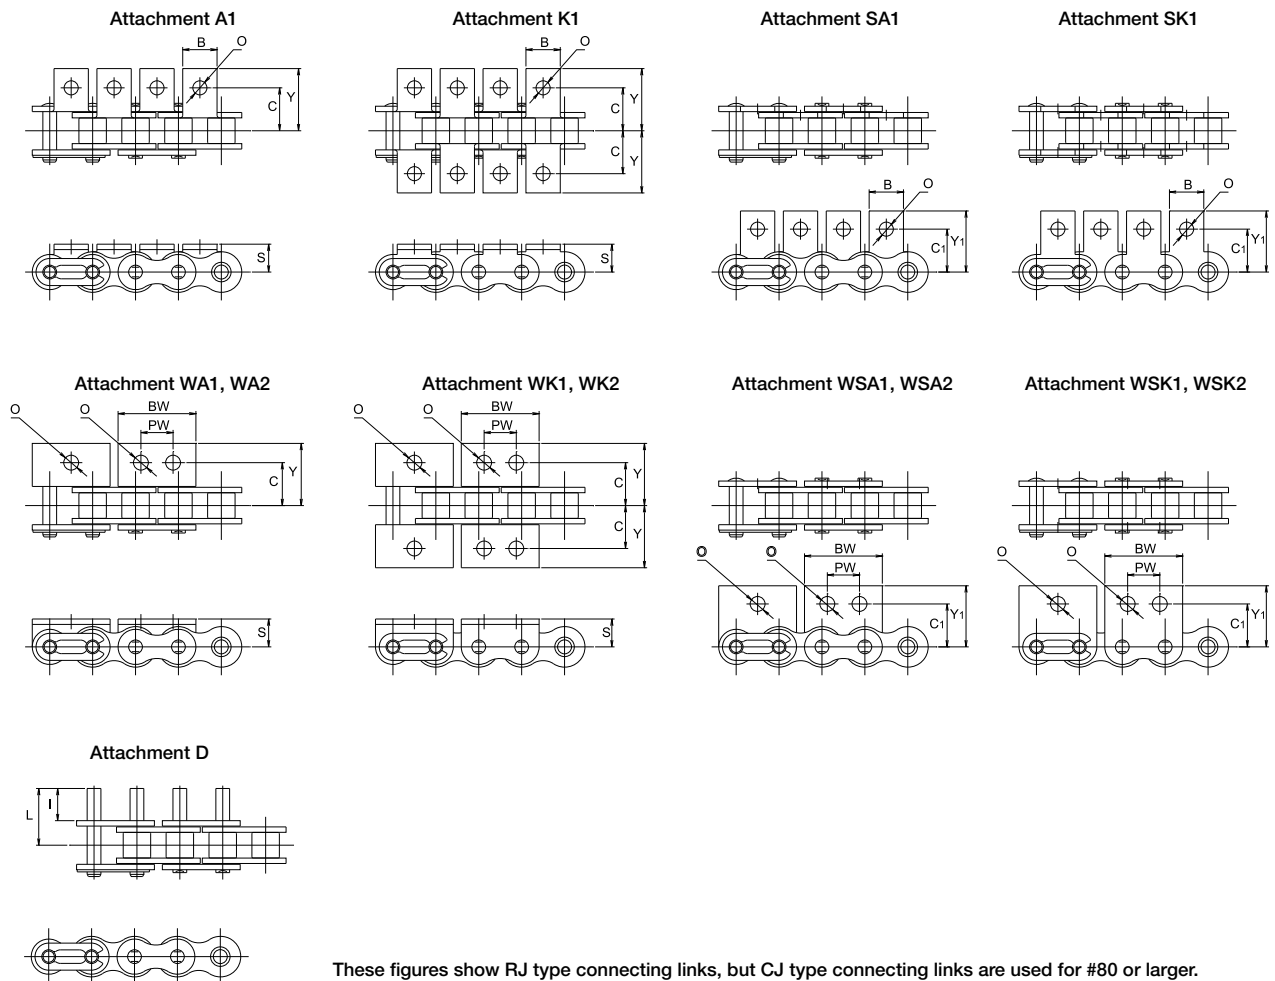 Attachment A1
Attachment K1
Attachment SA1
Attachment SK1
B
O
C
Y
S
B
O
C
Y
C
Y
S
B
O
C1
Y1
B
O
C1
Y1
Attachment WA1, WA2
Attachment WK1, WK2
Attachment WSA1, WSA2
Attachment WSK1, WSK2
O
O
BW
PW
C
Y
S
O
O
BW
PW
C
Y
C
Y
S
O
O
BW
PW
C1
Y1
O
O
BW
PW
C1
Y1
Attachment D
L
I
These figures show RJ type connecting links, but CJ type connecting links are used for #80 or larger.